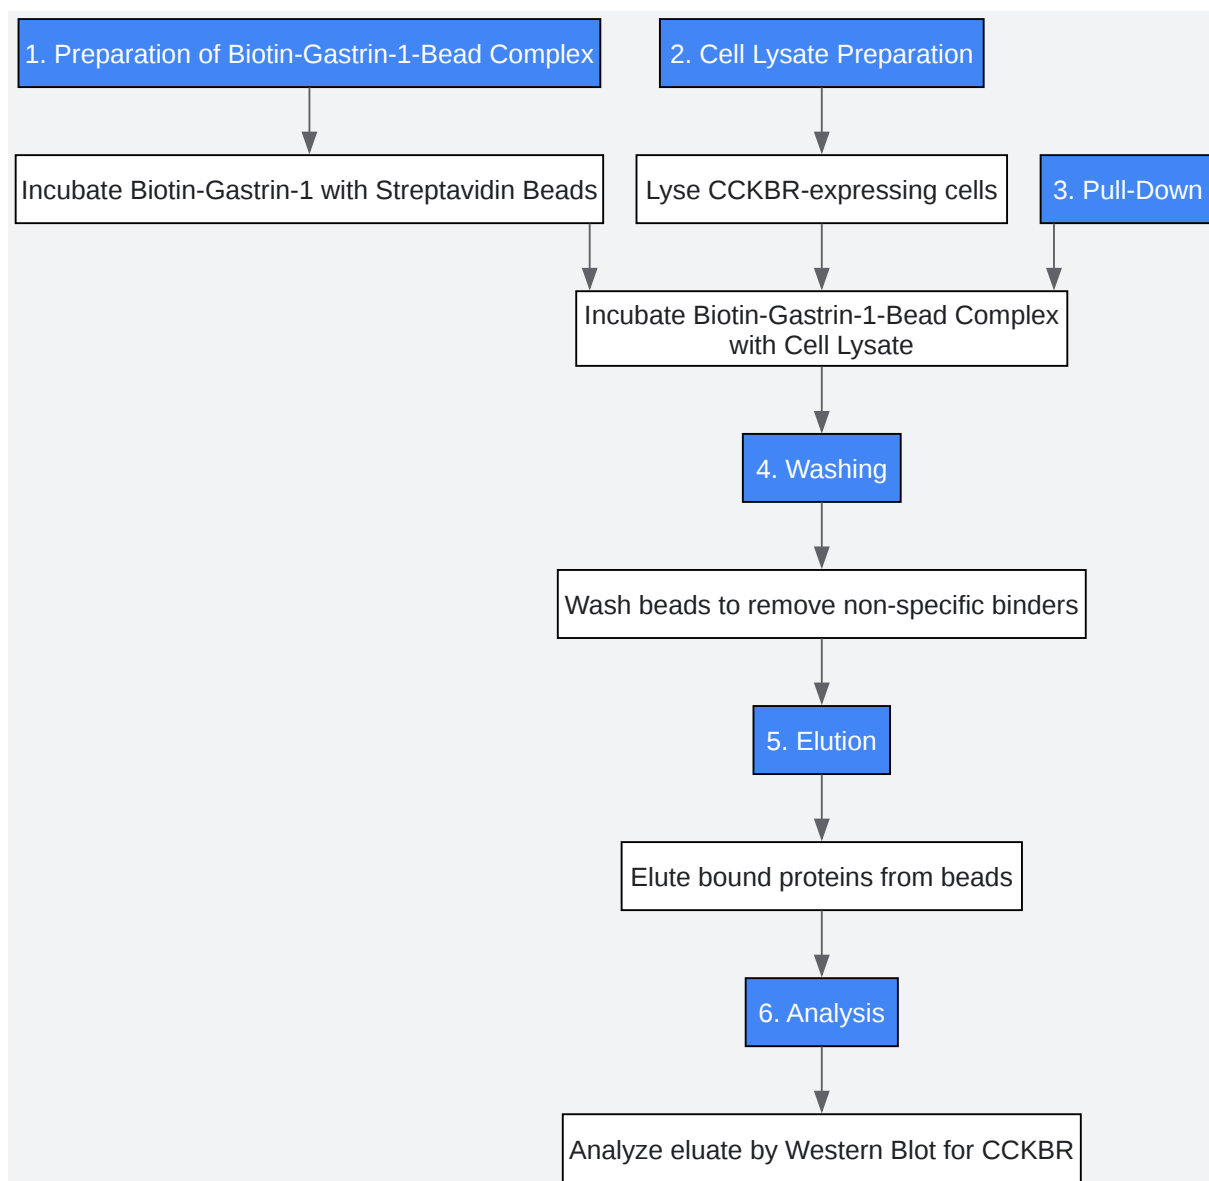 1. Preparation of Biotin-Gastrin-1-Bead Complex
2. Cell Lysate Preparation
Incubate Biotin-Gastrin-1 with Streptavidin Beads
Lyse CCKBR-expressing cells
3. Pull-Down
Incubate Biotin-Gastrin-1-Bead Complex
with Cell Lysate
4. Washing
Wash beads to remove non-specific binders
5. Elution
Elute bound proteins from beads
6. Analysis
Analyze eluate by Western Blot for CCKBR